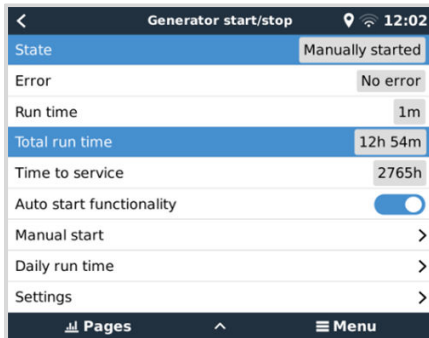 Generator start/stop 12:02
State Manually started
Error No error
Run time 1m
Total run time 12h 54m
Time to service 2765h
Auto start functionality
Manual start
Daily run time
Settings
Pages Menu